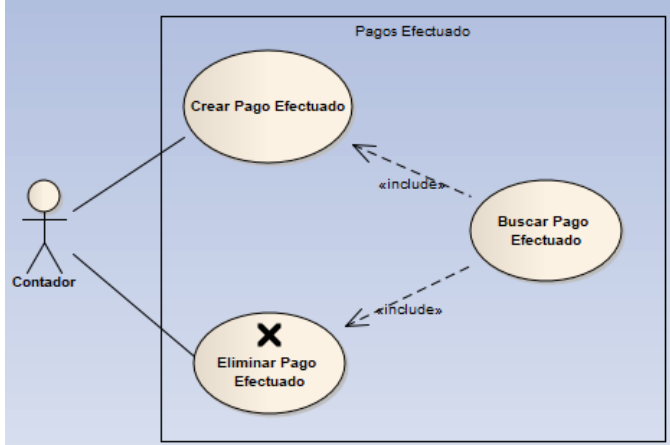 Pagos Efectuado
Crear Pago Efectuado
«include»
Buscar Pago
Efectuado
Contador
«include»
Eliminar Pago
Efectuado